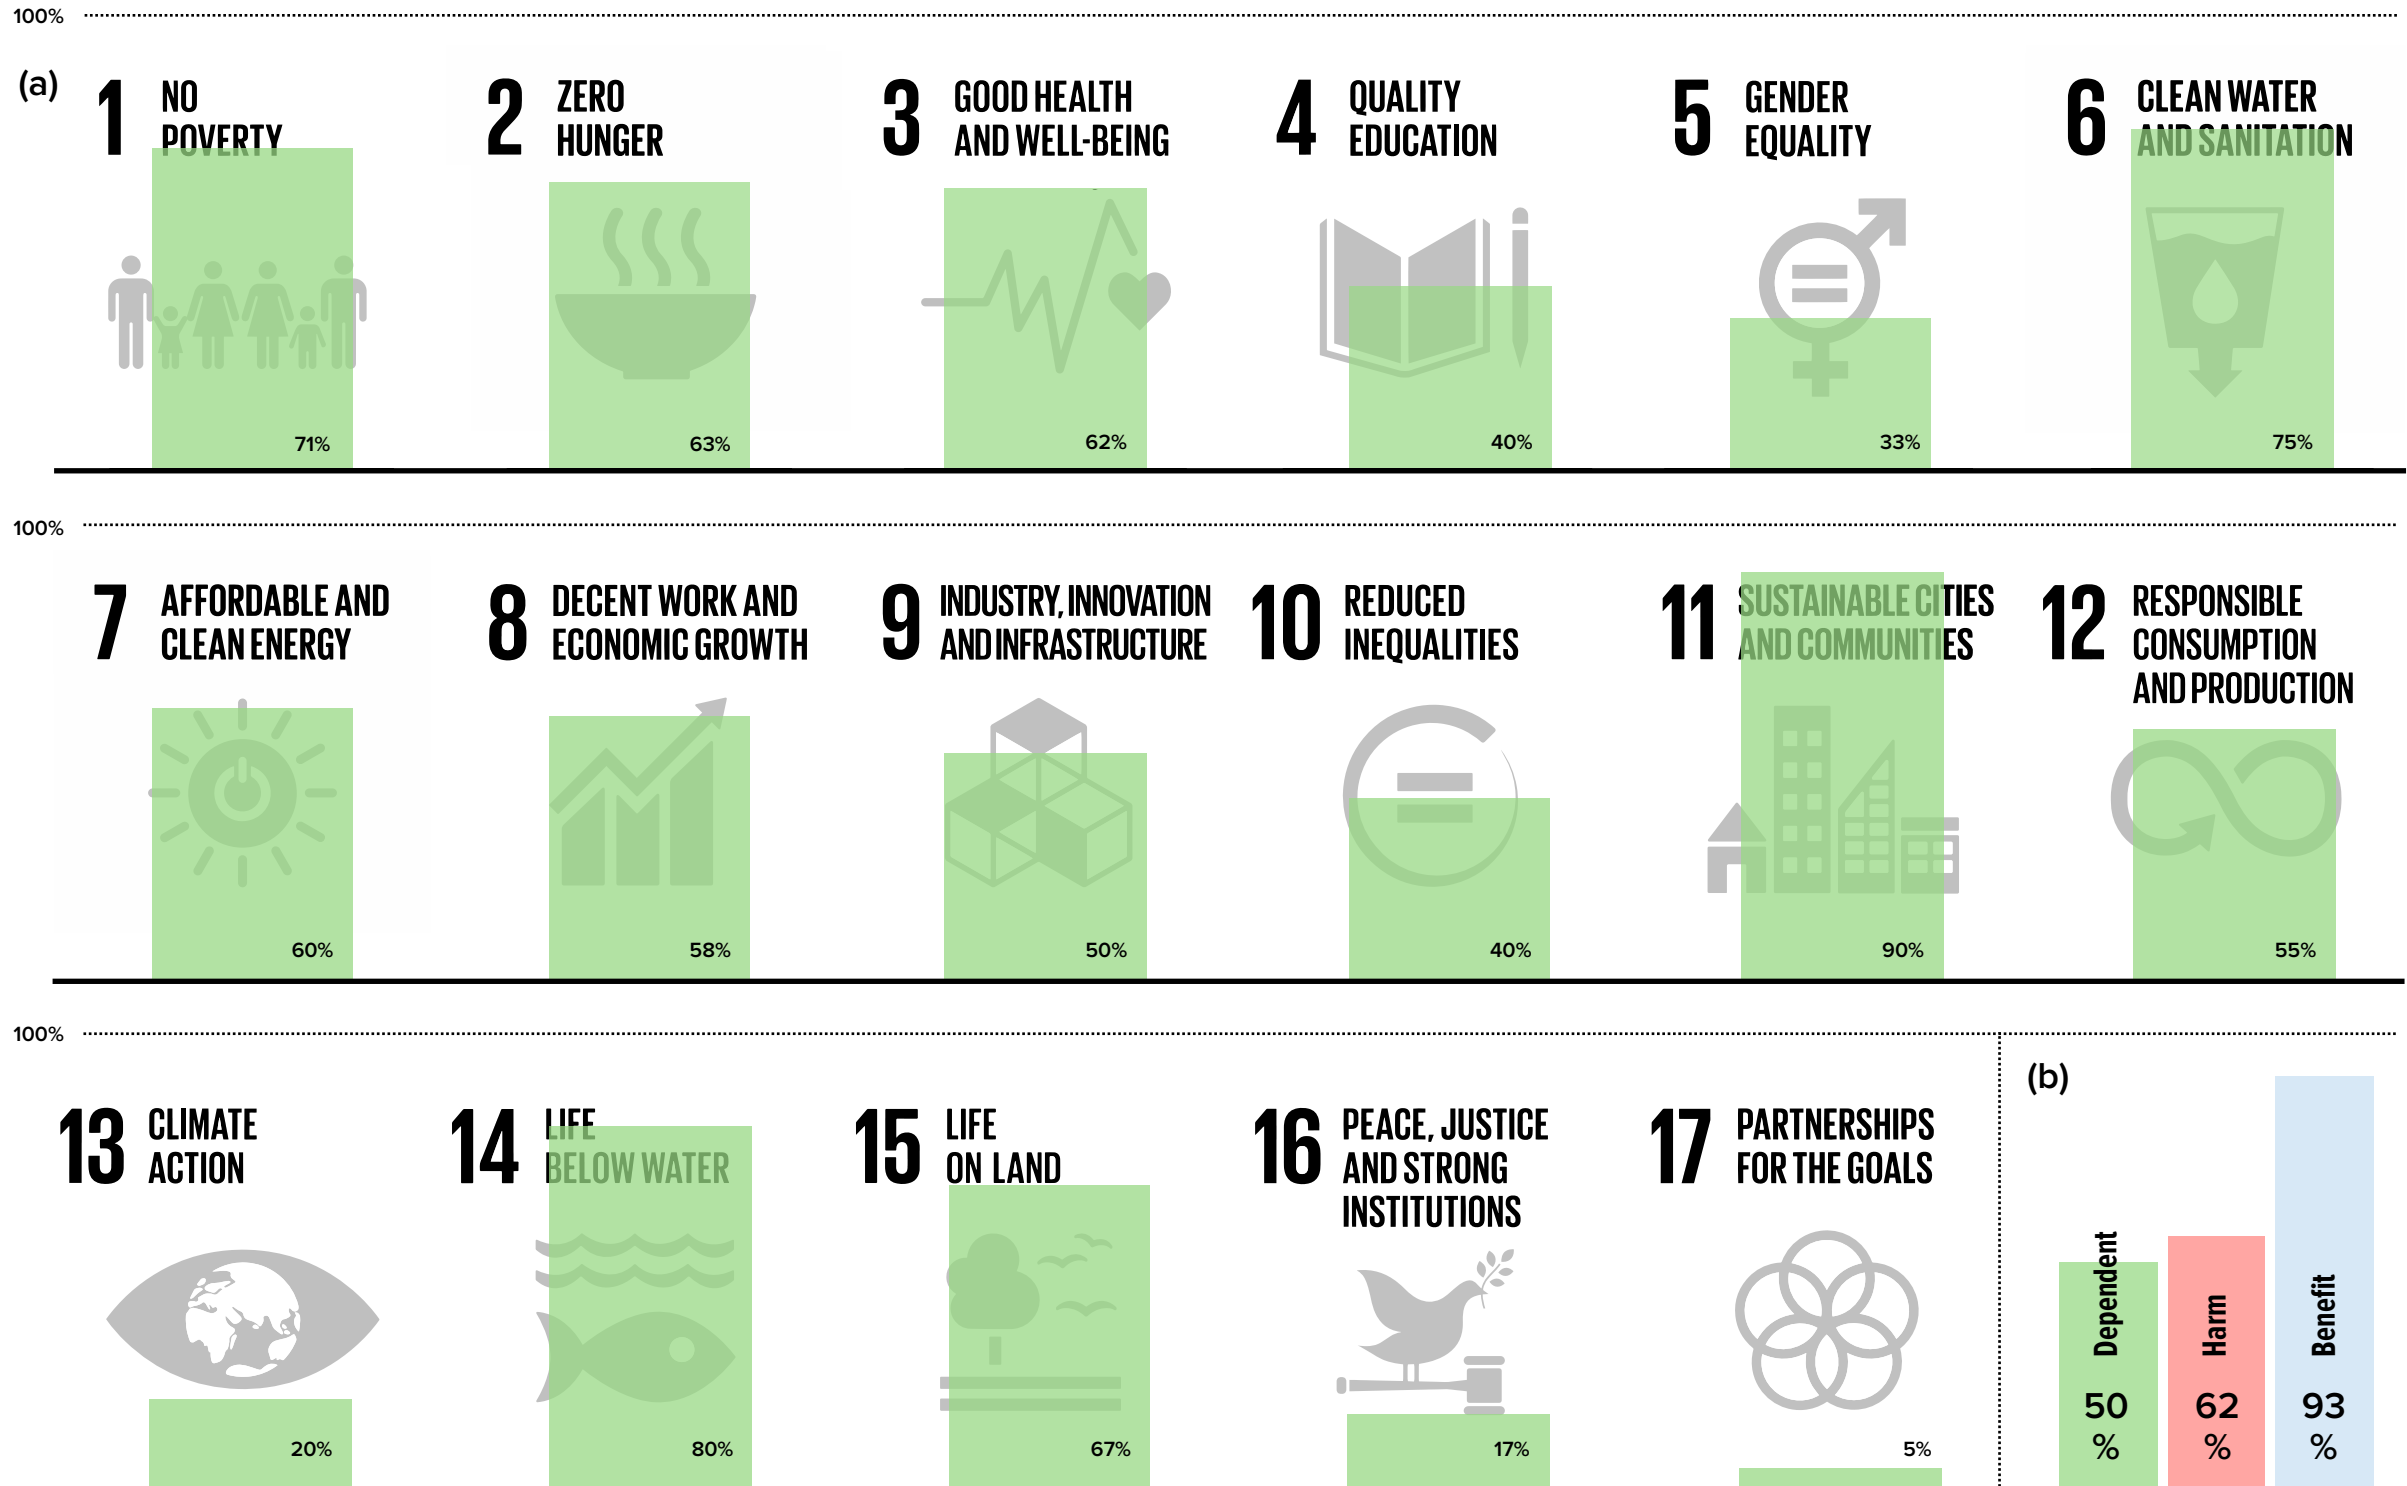 100%
(a)
1 NO
POVERTY
2 ZERO
HUNGER
3 GOOD HEALTH
AND WELL-BEING
4 QUALITY
EDUCATION
5 GENDER
EQUALITY
6 CLEAN WATER
AND SANITATION
71%
63%
62%
40%
33%
75%
100%
7 AFFORDABLE AND
CLEAN ENERGY
8 DECENT WORK AND
ECONOMIC GROWTH
9 INDUSTRY, INNOVATION
AND INFRASTRUCTURE
10 REDUCED
INEQUALITIES
11 SUSTAINABLE CITIES
AND COMMUNITIES
12 RESPONSIBLE
CONSUMPTION
AND PRODUCTION
60%
58%
50%
40%
90%
55%
100%
13 CLIMATE
ACTION
14 LIFE
BELOW WATER
15 LIFE
ON LAND
16 PEACE, JUSTICE
AND STRONG
INSTITUTIONS
17 PARTNERSHIPS
FOR THE GOALS
20%
80%
67%
17%
5%
(b)
Dependent
50
%
Harm
62
%
Benefit
93
%